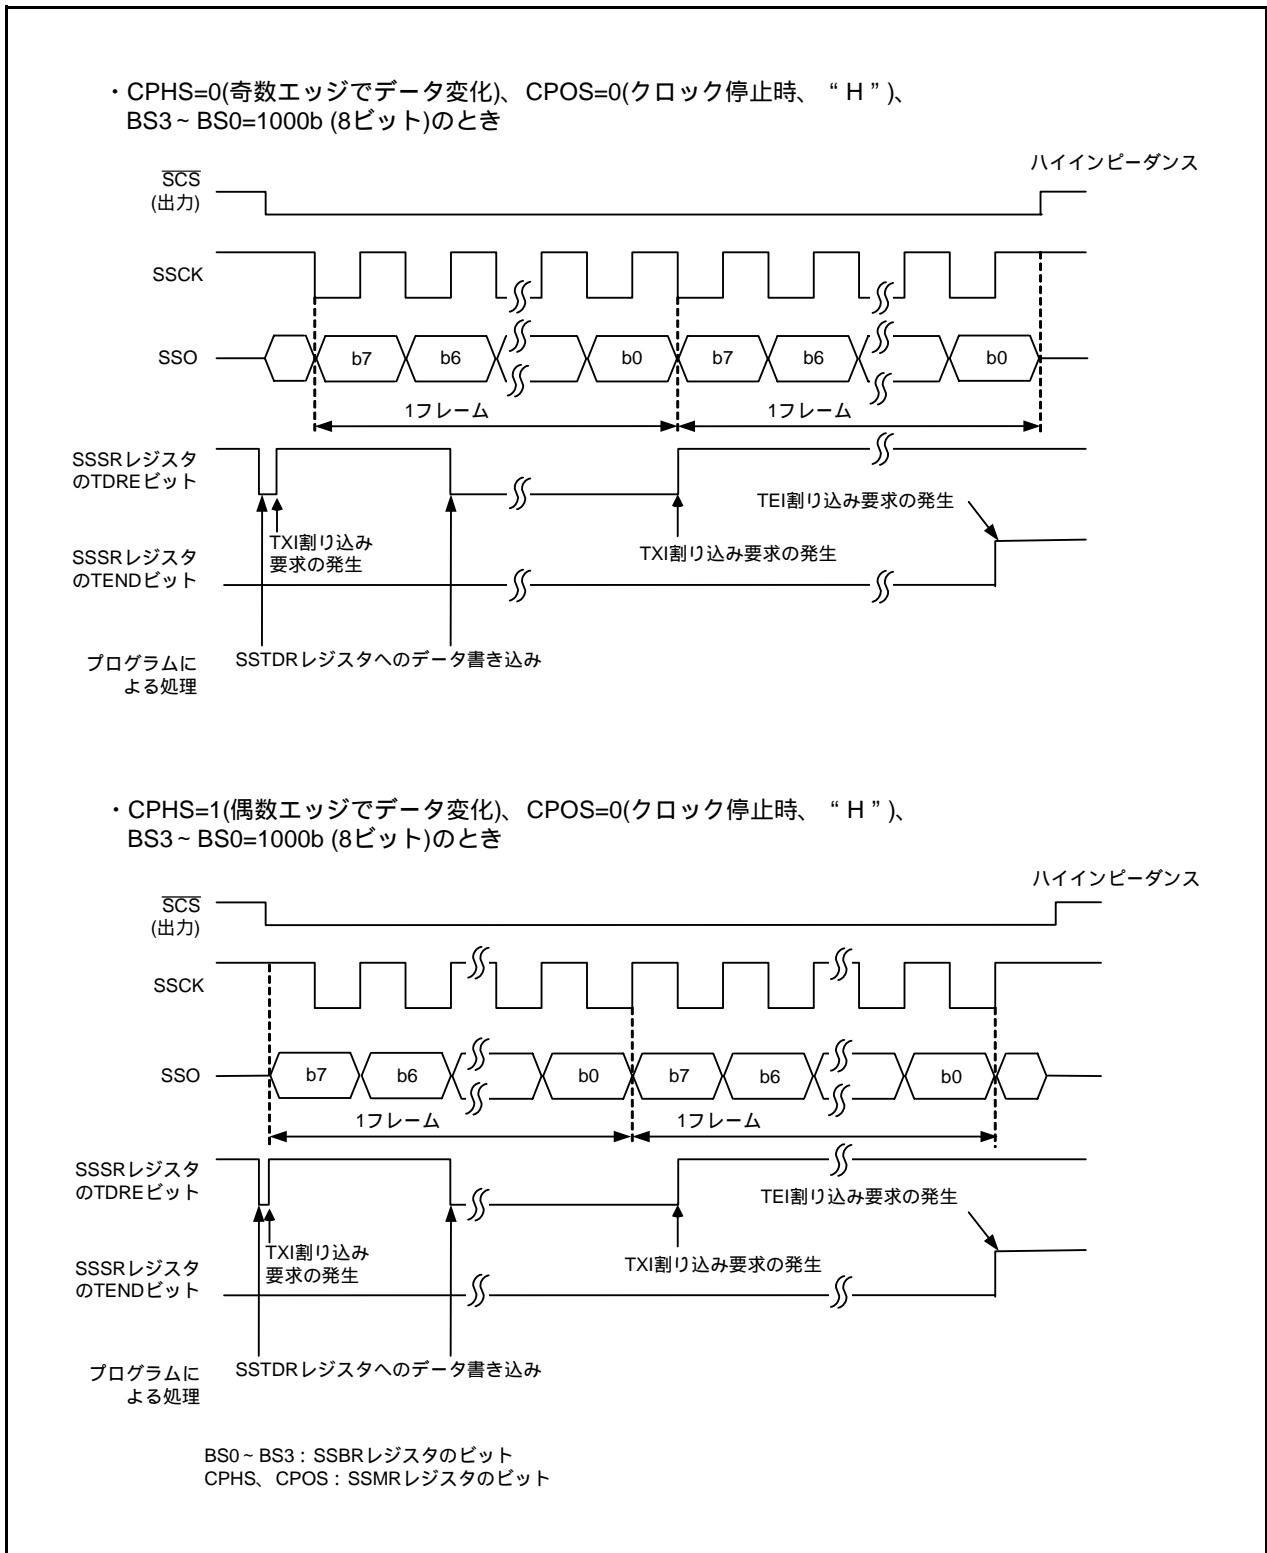 ・CPHS=0(奇数エッジでデータ変化)、CPOS=0(クロック停止時、“H”)、
BS3~BS0=1000b (8ビット)のとき
ハイインピーダンス
SCS
(出力)
SSCK
SSO
b7
b6
b0
b7
b6
b0
1フレーム
1フレーム
SSSRレジスタ
のTDREビット
TEI割り込み要求の発生
TXI割り込み
要求の発生
TXI割り込み要求の発生
SSSRレジスタ
のTENDビット
プログラムに
よる処理
SSTDRレジスタへのデータ書き込み
・CPHS=1(偶数エッジでデータ変化)、CPOS=0(クロック停止時、“H”)、
BS3~BS0=1000b (8ビット)のとき
ハイインピーダンス
SCS
(出力)
SSCK
SSO
b7
b6
b0
b7
b6
b0
1フレーム
1フレーム
SSSRレジスタ
のTDREビット
TEI割り込み要求の発生
TXI割り込み
要求の発生
TXI割り込み要求の発生
SSSRレジスタ
のTENDビット
プログラムに
よる処理
SSTDRレジスタへのデータ書き込み
BS0~BS3:SSBRレジスタのビット
CPHS、CPOS:SSMRレジスタのビット